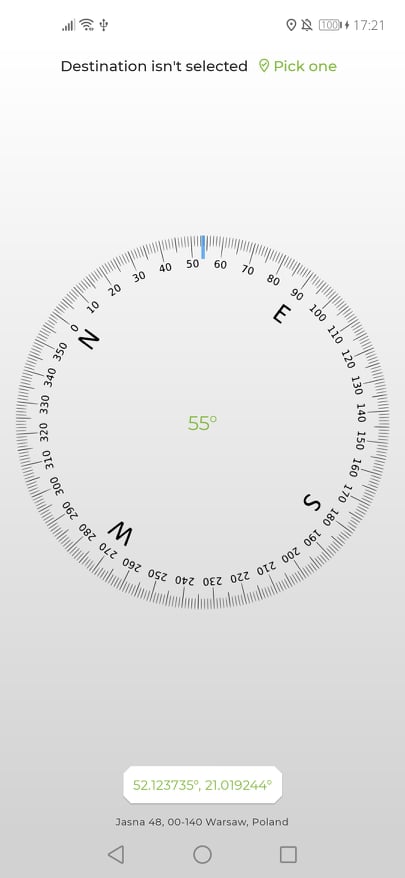 100 17:21
Destination isn't selected Pick one
0 10 20 30 40 50 60 70 80 90 100 110 120 130 140 150 160 170 180 190 200 210 220 230 240 250 260 270 280 290 300 310 320 330 340 350
N
E
S
W
55°
52.123735°, 21.019244°
Jasna 48, 00-140 Warsaw, Poland